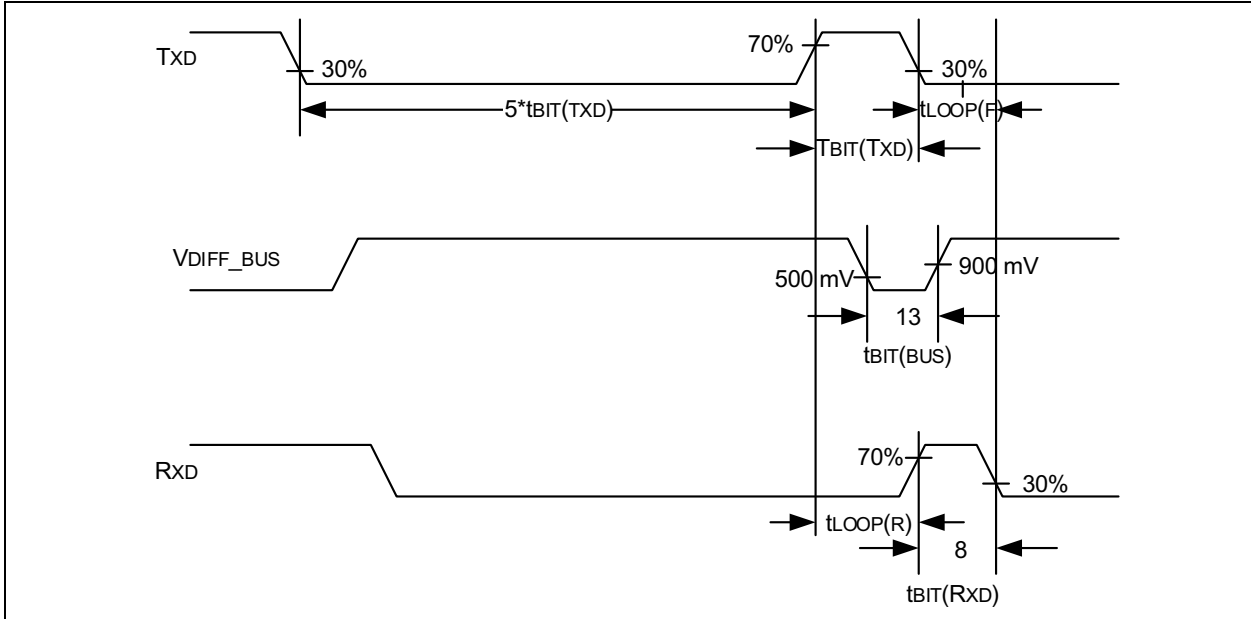 TXD
70%
30%
30%
5*tBIT(TXD)
tLOOP(F)
TBIT(TXD)
VDIFF_BUS
500 mV
900 mV
13
tBIT(BUS)
RXD
70%
30%
tLOOP(R)
8
tBIT(RXD)